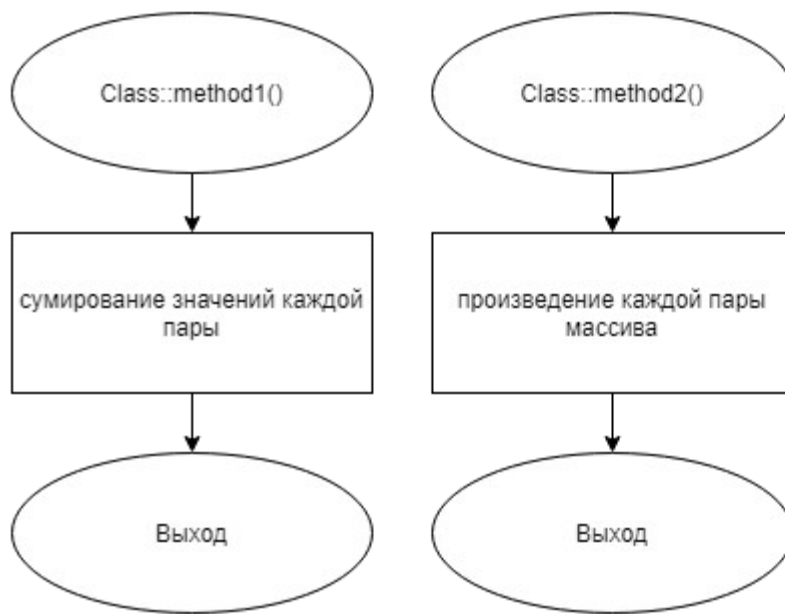 Class::method1()
Class::method2()
сумирование значений каждой
пары
произведение каждой пары
массива
Выход
Выход